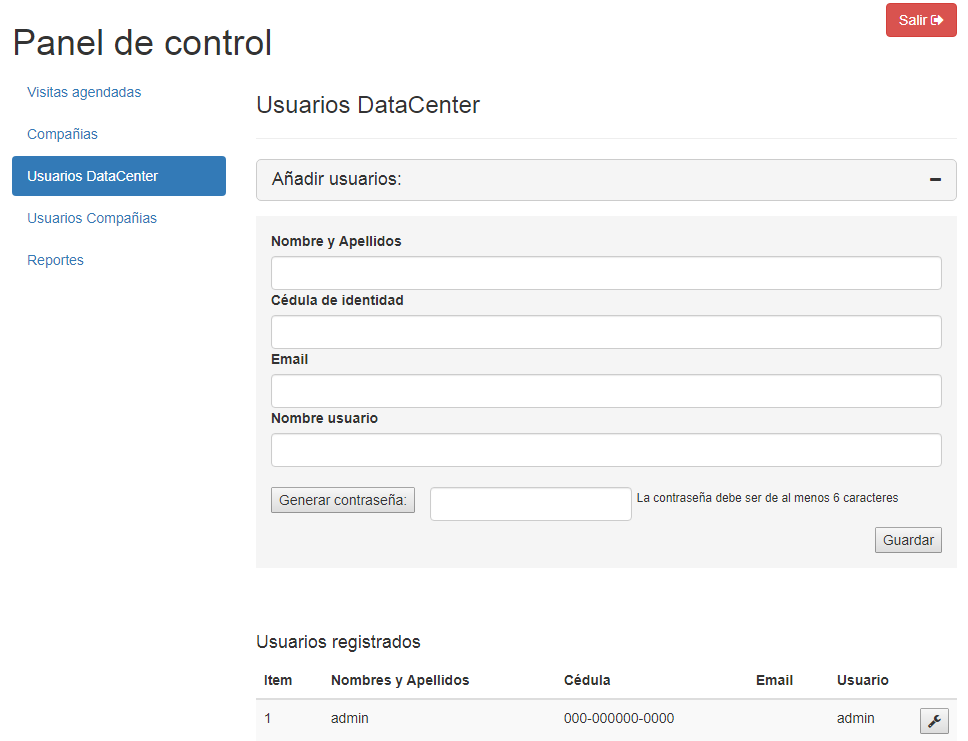 Salir
Panel de control
Visitas agendadas
Compañias
Usuarios DataCenter
Usuarios Compañias
Reportes
Usuarios DataCenter
Añadir usuarios:
Nombre y Apellidos
Cédula de identidad
Email
Nombre usuario
Generar contraseña: La contraseña debe ser de al menos 6 caracteres
Guardar
Usuarios registrados
Item Nombres y Apellidos Cédula Email Usuario
1 admin 000-000000-0000 admin